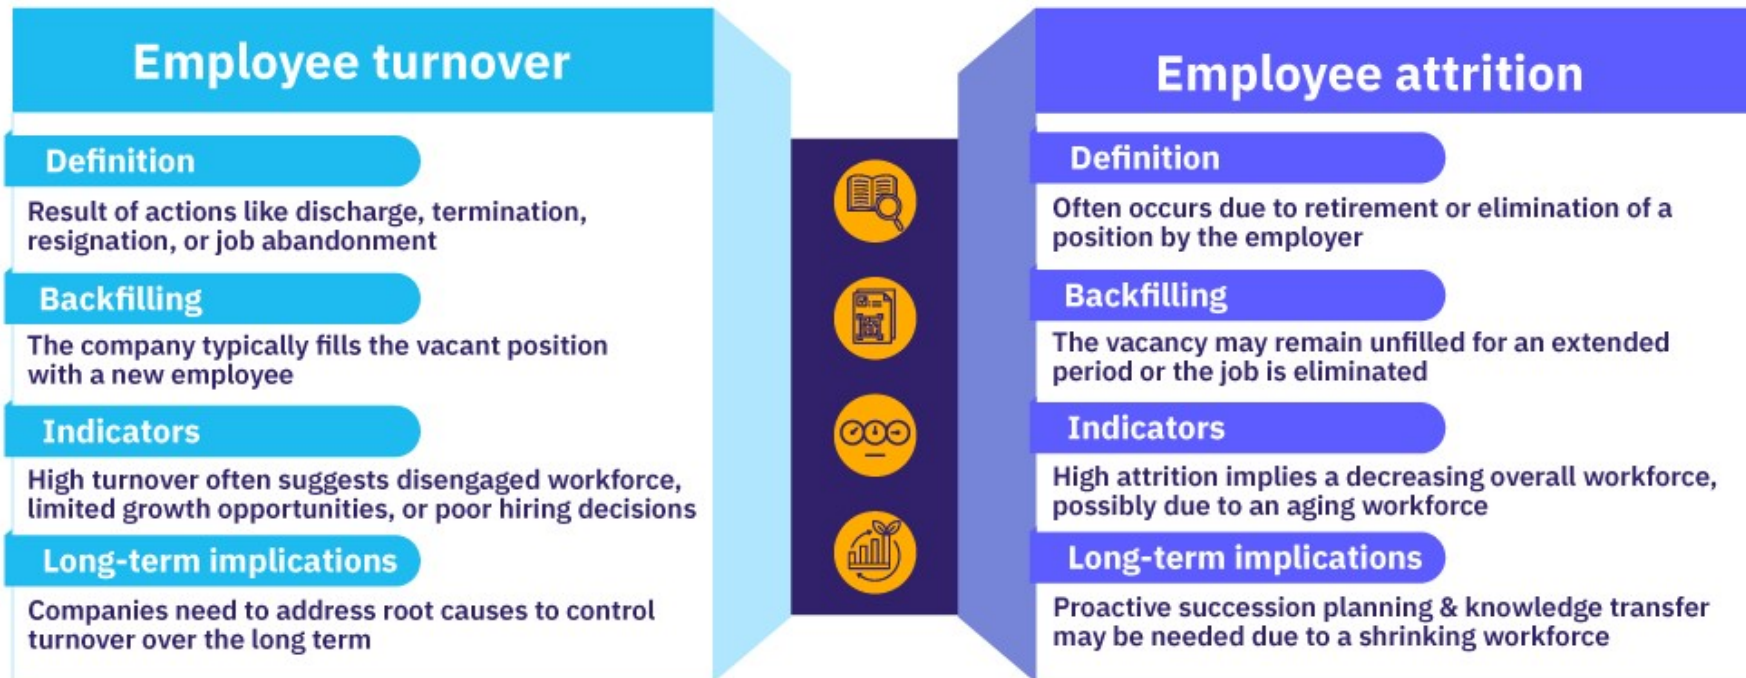 Employee turnover
Definition
Result of actions like discharge, termination,
resignation, or job abandonment
Backfilling
The company typically fills the vacant position
with a new employee
Indicators
High turnover often suggests disengaged workforce,
limited growth opportunities, or poor hiring decisions
Long-term implications
Companies need to address root causes to control
turnover over the long term
Employee attrition
Definition
Often occurs due to retirement or elimination of a
position by the employer
Backfilling
The vacancy may remain unfilled for an extended
period or the job is eliminated
Indicators
High attrition implies a decreasing overall workforce,
possibly due to an aging workforce
Long-term implications
Proactive succession planning & knowledge transfer
may be needed due to a shrinking workforce